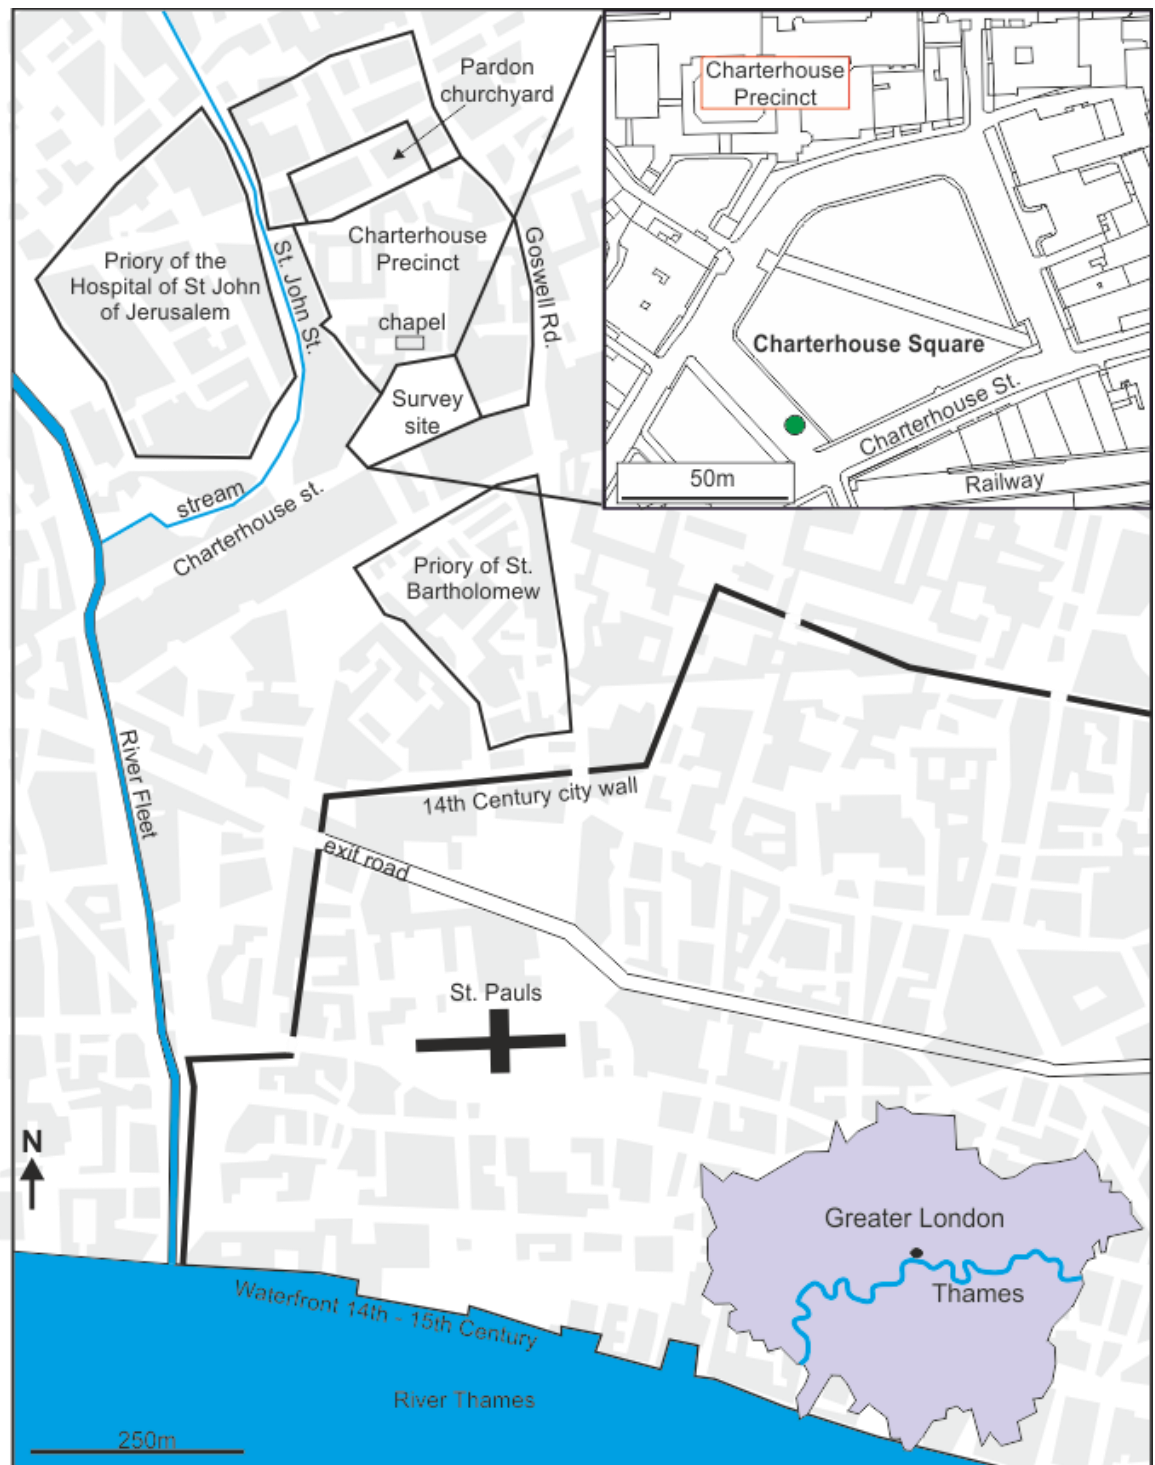 Pardon
churchyard
Charterhouse
Precinct
Priory of the
Hospital of St John
of Jerusalem
St. John St.
Charterhouse
Precinct
Goswell Rd.
chapel
Survey
site
Charterhouse Square
Charterhouse St.
50m
Railway
stream
Charterhouse st.
Priory of St.
Bartholomew
River Fleet
14th Century city wall
exit road
St. Pauls
N
Greater London
Thames
Waterfront 14th - 15th Century
River Thames
250m